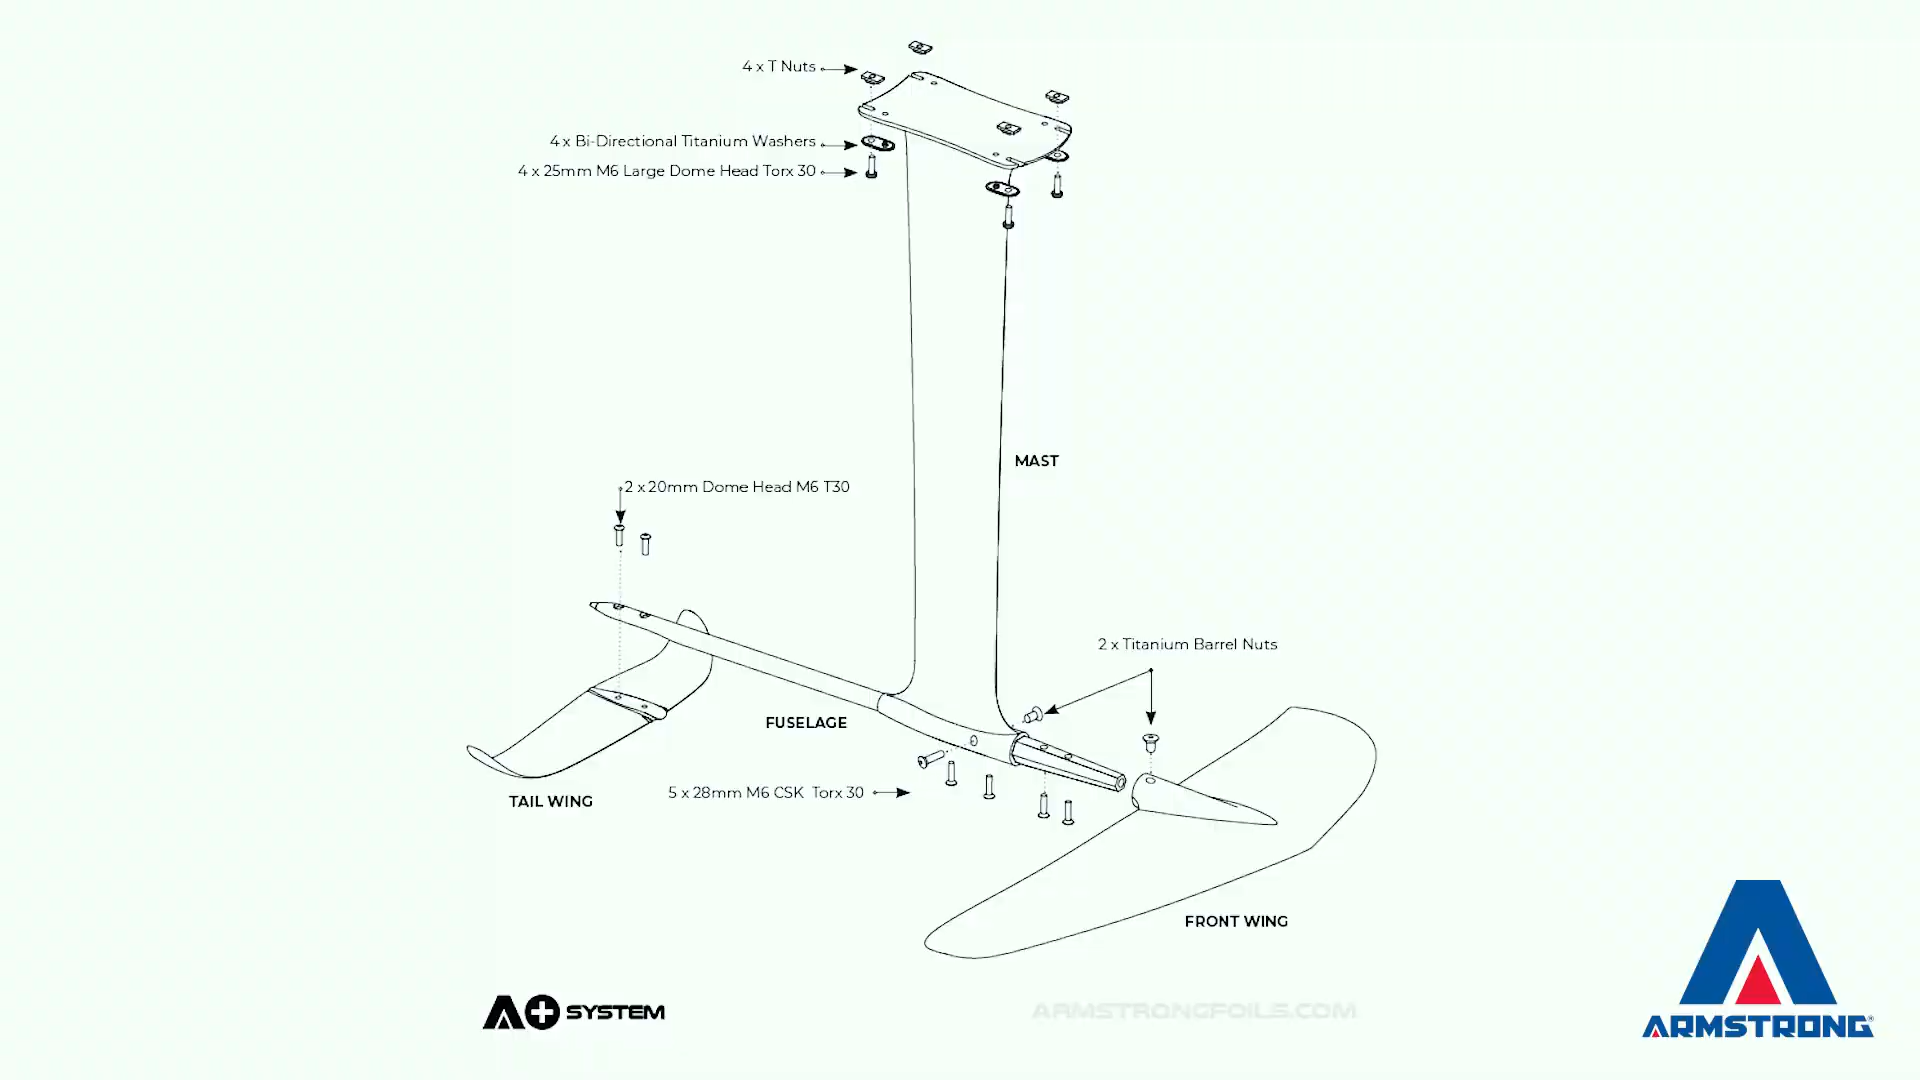 4 x T Nuts
4 x Bi-Directional Titanium Washers
4 x 25mm M6 Large Dome Head Torx 30
MAST
2 x 20mm Dome Head M6 T30
2 x Titanium Barrel Nuts
FUSELAGE
5 x 28mm M6 CSK Torx 30
TAIL WING
FRONT WING
A+ SYSTEM
ARMSTRONGFOILS.COM
ARMSTRONG®